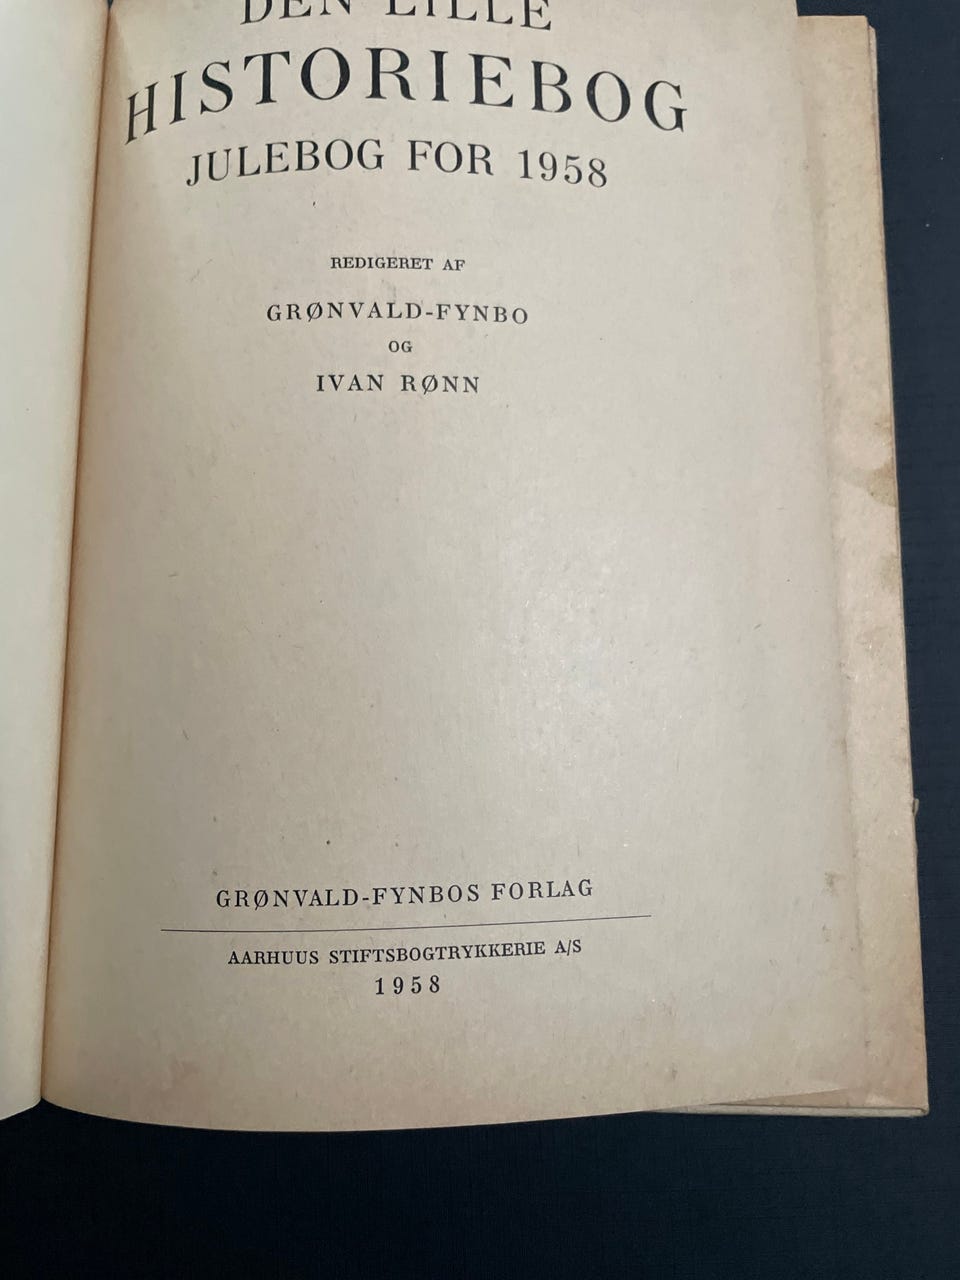 DEN LILLE
HISTORIEBOG
JULEBOG FOR 1958
REDIGERET AF
GRØNVALD-FYNBO
OG
IVAN RØNN
GRØNVALD-FYNBOS FORLAG
AARHUUS STIFTSBOGTRYKKERIE A/S
1958